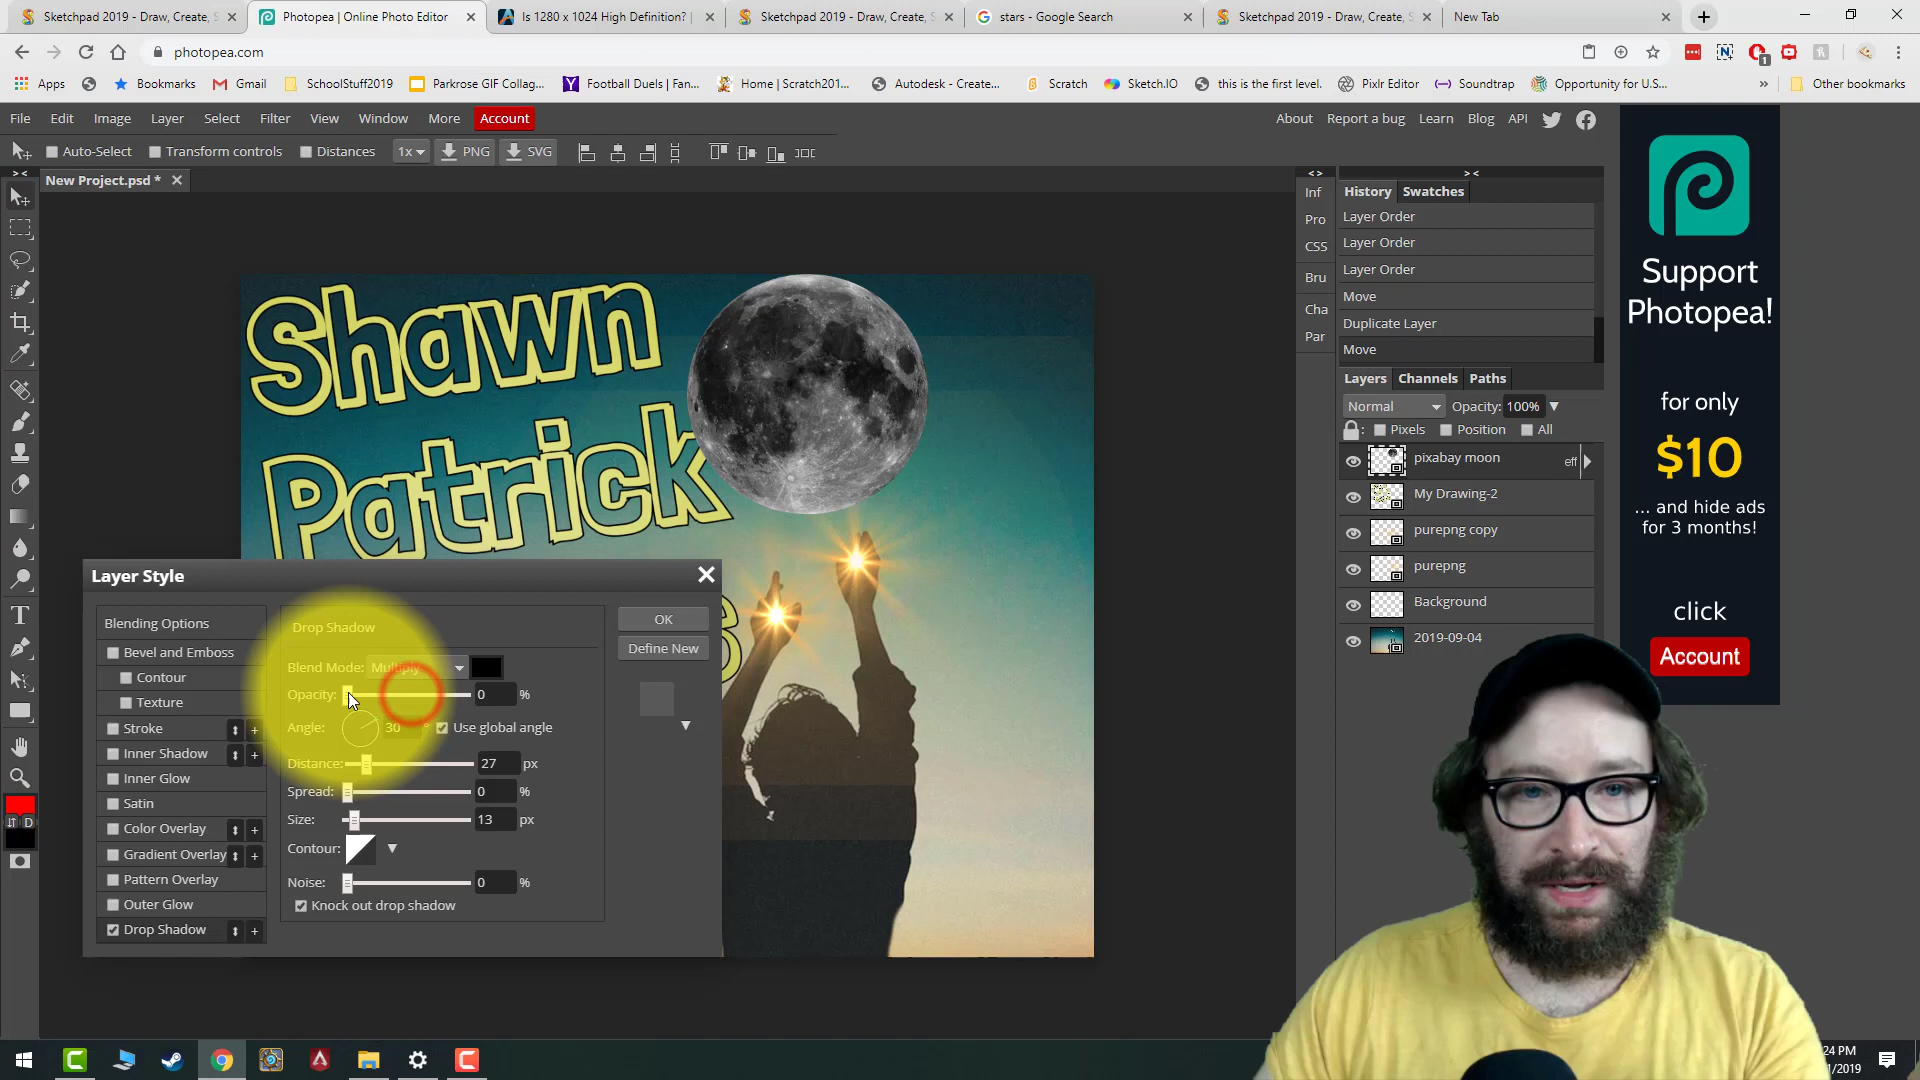 Sketchpad 2019 - Draw, Create, S
Photopea | Online Photo Editor
Is 1280 x 1024 High Definition? |
Sketchpad 2019 - Draw, Create, S
stars - Google Search
Sketchpad 2019 - Draw, Create, S
New Tab
photopea.com
Apps
Bookmarks
Gmail
SchoolStuff2019
Parkrose GIF Collag...
Football Duels | Fan...
Home | Scratch201...
Autodesk - Create...
Scratch
Sketch.IO
this is the first level.
Pixlr Editor
Soundtrap
Opportunity for U.S...
»
Other bookmarks
File Edit Image Layer Select Filter View Window More Account
About Report a bug Learn Blog API
Auto-Select Transform controls Distances 1x PNG SVG
New Project.psd *
Shawn
Patrick
Layer Style
Blending Options
Bevel and Emboss
Contour
Texture
Stroke
Inner Shadow
Inner Glow
Satin
Color Overlay
Gradient Overlay
Pattern Overlay
Outer Glow
Drop Shadow
Drop Shadow
Blend Mode: Multiply
Opacity: 0 %
Angle: 30 ° Use global angle
Distance: 27 px
Spread: 0 %
Size: 13 px
Contour:
Noise: 0 %
Knock out drop shadow
OK
Define New
Inf
Pro
CSS
Bru
Cha
Par
History Swatches
Layer Order
Layer Order
Layer Order
Move
Duplicate Layer
Move
Layers Channels Paths
Normal Opacity: 100%
Pixels Position All
pixabay moon eff
My Drawing-2
purepng copy
purepng
Background
2019-09-04
Support
Photopea!
for only
$10
... and hide ads
for 3 months!
click
Account
24 PM
1/2019